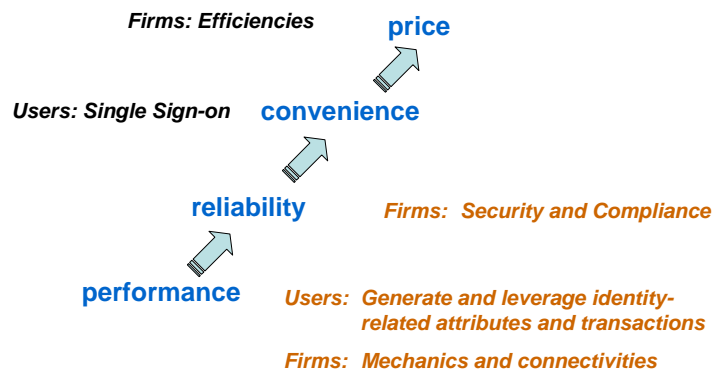 Firms: Efficiencies
price
Users: Single Sign-on
convenience
reliability
Firms: Security and Compliance
performance
Users: Generate and leverage identity-
related attributes and transactions
Firms: Mechanics and connectivities